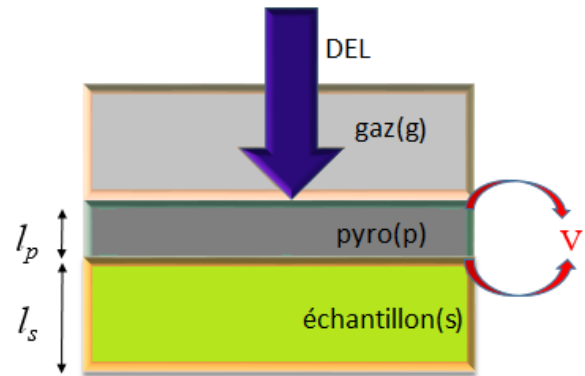 DEL
gaz(g)
l_p
pyro(p)
V
l_s
échantillon(s)